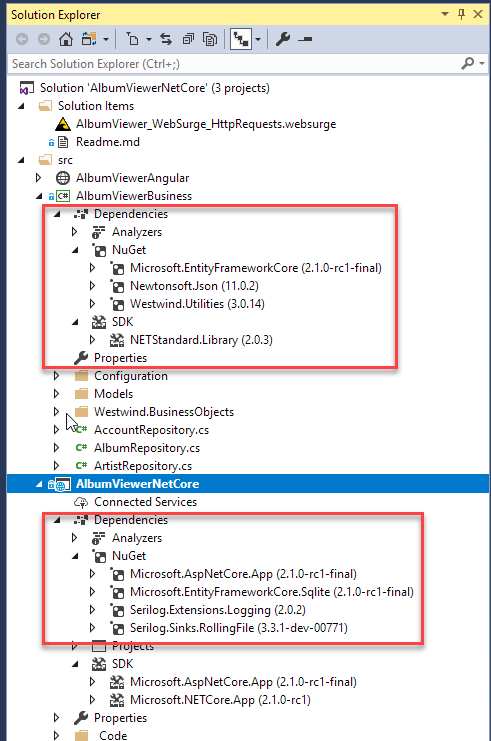 Solution Explorer
Search Solution Explorer (Ctrl+;)
Solution 'AlbumViewerNetCore' (3 projects)
Solution Items
AlbumViewer_WebSurge_HttpRequests.websurge
Readme.md
src
AlbumViewerAngular
C# AlbumViewerBusiness
Dependencies
Analyzers
NuGet
Microsoft.EntityFrameworkCore (2.1.0-rc1-final)
Newtonsoft.Json (11.0.2)
Westwind.Utilities (3.0.14)
SDK
NETStandard.Library (2.0.3)
Properties
Configuration
Models
Westwind.BusinessObjects
C# AccountRepository.cs
C# AlbumRepository.cs
C# ArtistRepository.cs
AlbumViewerNetCore
Connected Services
Dependencies
Analyzers
NuGet
Microsoft.AspNetCore.App (2.1.0-rc1-final)
Microsoft.EntityFrameworkCore.Sqlite (2.1.0-rc1-final)
Serilog.Extensions.Logging (2.0.2)
Serilog.Sinks.RollingFile (3.3.1-dev-00771)
Projects
SDK
Microsoft.AspNetCore.App (2.1.0-rc1-final)
Microsoft.NETCore.App (2.1.0-rc1)
Properties
_Code